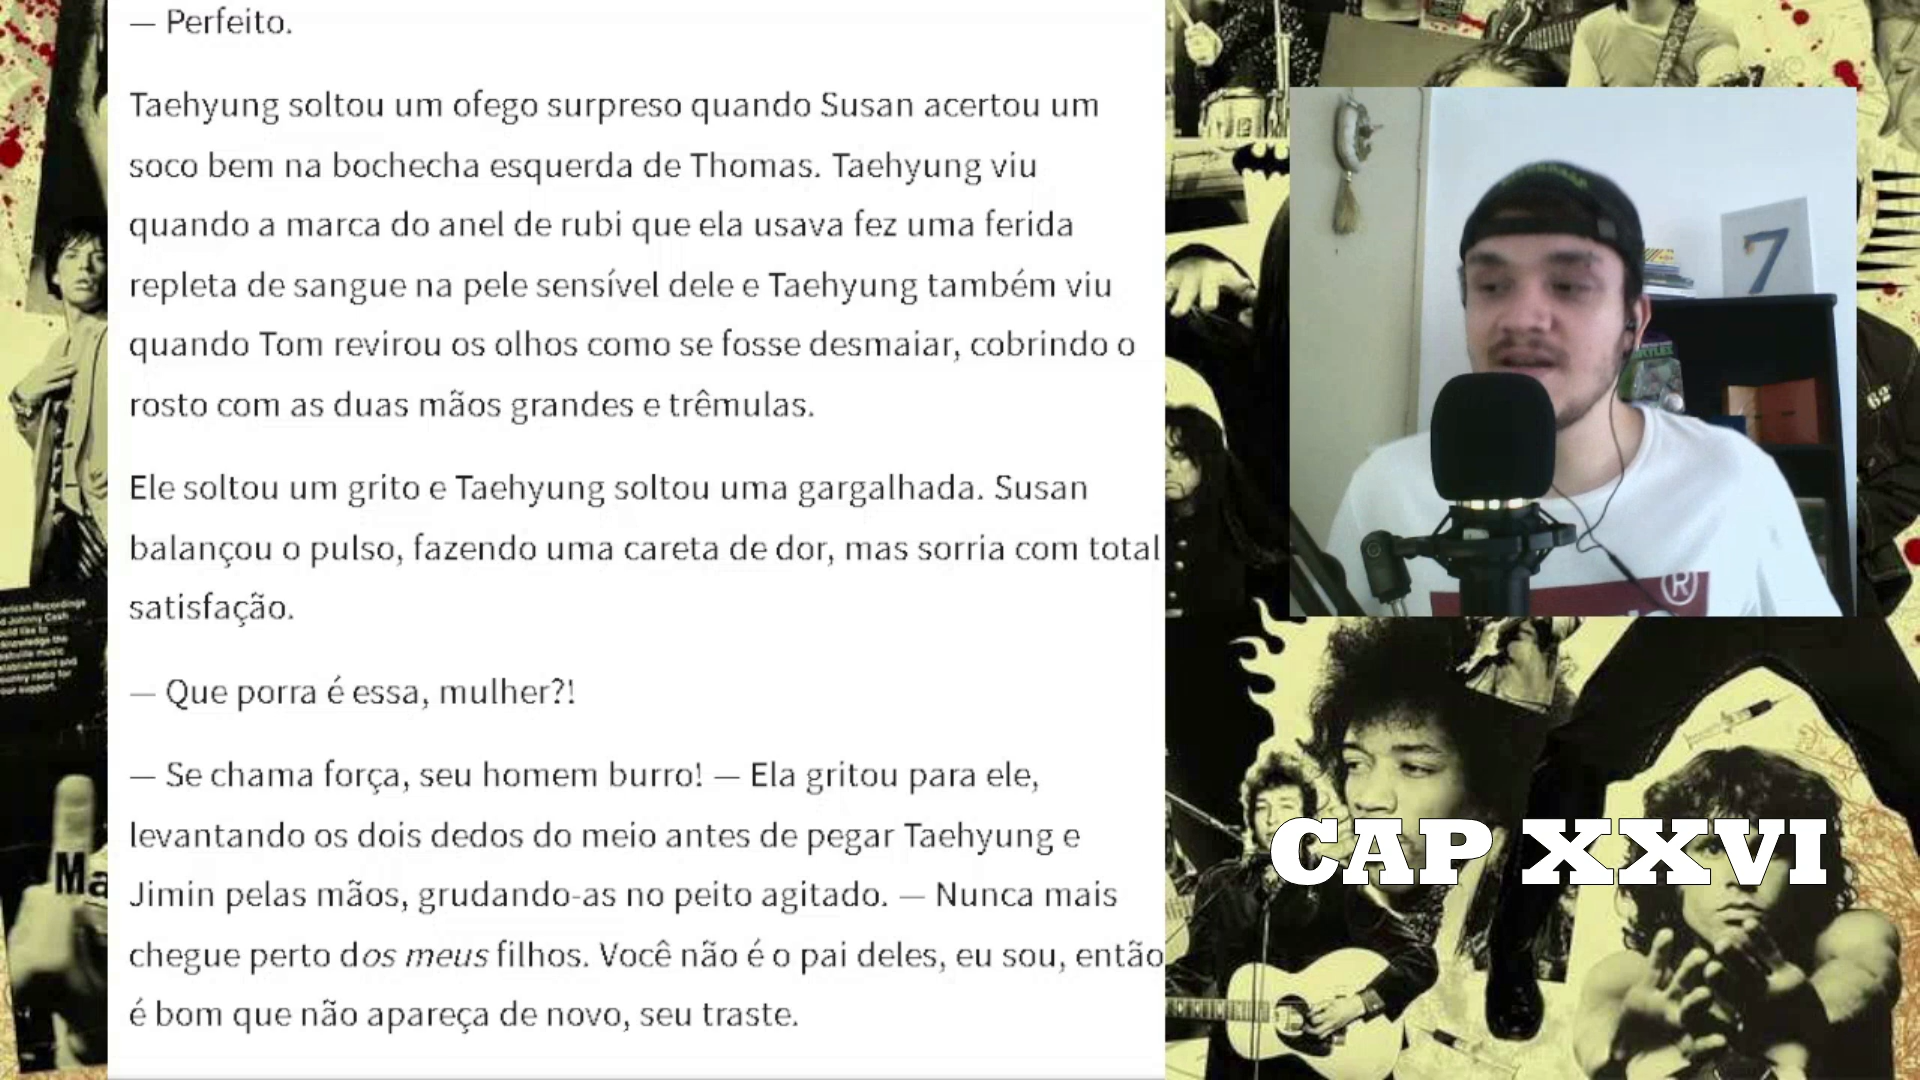 — Perfeito.
Taehyung soltou um ofego surpreso quando Susan acertou um
soco bem na bochecha esquerda de Thomas. Taehyung viu
quando a marca do anel de rubi que ela usava fez uma ferida
repleta de sangue na pele sensível dele e Taehyung também viu
quando Tom revirou os olhos como se fosse desmaiar, cobrindo o
rosto com as duas mãos grandes e trêmulas.
Ele soltou um grito e Taehyung soltou uma gargalhada. Susan
balançou o pulso, fazendo uma careta de dor, mas sorria com total
satisfação.
— Que porra é essa, mulher?!
— Se chama força, seu homem burro! — Ela gritou para ele,
levantando os dois dedos do meio antes de pegar Taehyung e
Jimin pelas mãos, grudando-as no peito agitado. — Nunca mais
chegue perto dos meus filhos. Você não é o pai deles, eu sou, então
é bom que não apareça de novo, seu traste.
7
®
62
CAP XXVI
Ma